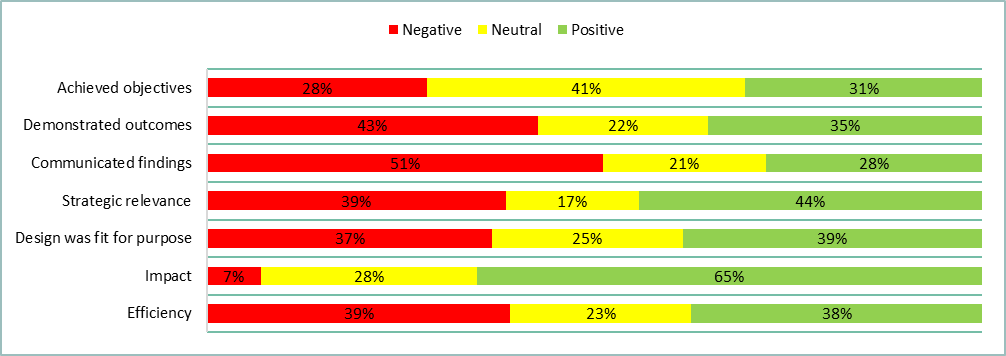 Negative Neutral Positive
Achieved objectives 28% 41% 31%
Demonstrated outcomes 43% 22% 35%
Communicated findings 51% 21% 28%
Strategic relevance 39% 17% 44%
Design was fit for purpose 37% 25% 39%
Impact 7% 28% 65%
Efficiency 39% 23% 38%